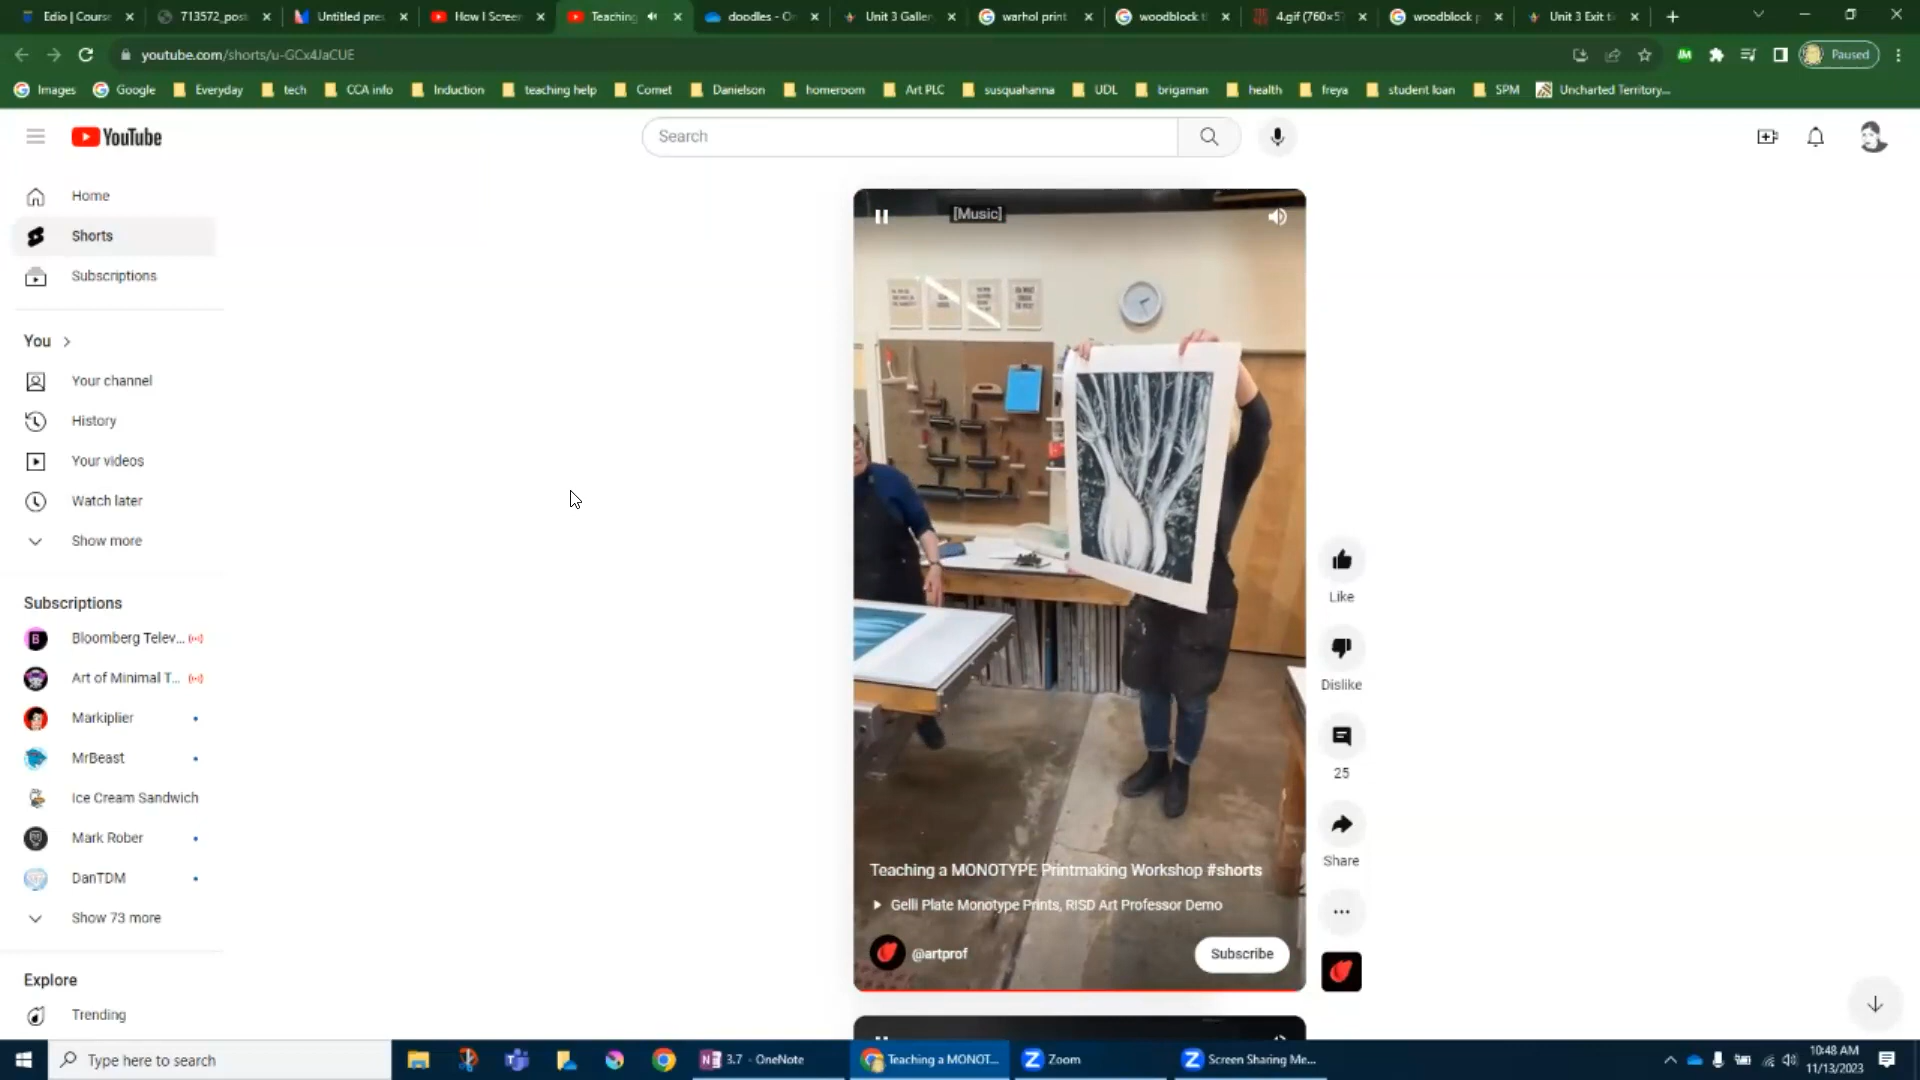 Edio | Cours
713572_post
Untitled pres
How I Screen
Teaching
doodles - On
Unit 3 Galler
warhol print
woodblock t
4.gif (760×5
woodblock p
Unit 3 Exit ti
youtube.com/shorts/u-GCx4JaCUE
Paused
Images
Google
Everyday
tech
CCA info
Induction
teaching help
Comet
Danielson
homeroom
Art PLC
susquahanna
UDL
brigaman
health
freya
student loan
SPM
Uncharted Territory...
YouTube
Search
Home
Shorts
Subscriptions
You
Your channel
History
Your videos
Watch later
Show more
Subscriptions
Bloomberg Telev...
Art of Minimal T...
Markiplier
MrBeast
Ice Cream Sandwich
Mark Rober
DanTDM
Show 73 more
Explore
Trending
[Music]
Teaching a MONOTYPE Printmaking Workshop #shorts
Gelli Plate Monotype Prints, RISD Art Professor Demo
@artprof
Subscribe
Like
Dislike
25
Share
Type here to search
3.7 - OneNote
Teaching a MONOT...
Zoom
Screen Sharing Me...
10:48 AM
11/13/2023